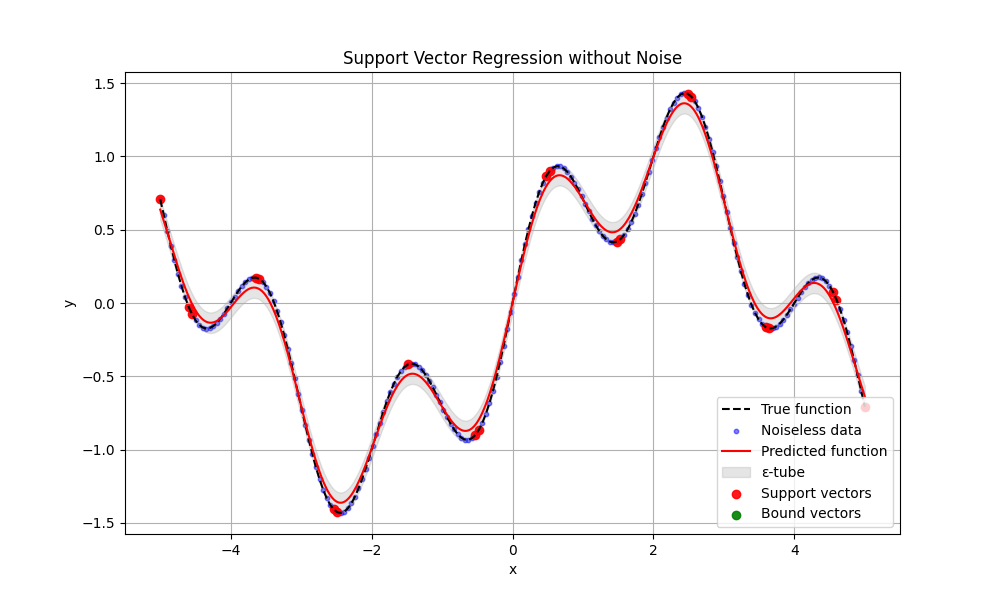 Support Vector Regression without Noise
1.5
1.0
0.5
0.0
−0.5
−1.0
−1.5
y
−4
−2
0
2
4
x
True function
Noiseless data
Predicted function
ε-tube
Support vectors
Bound vectors